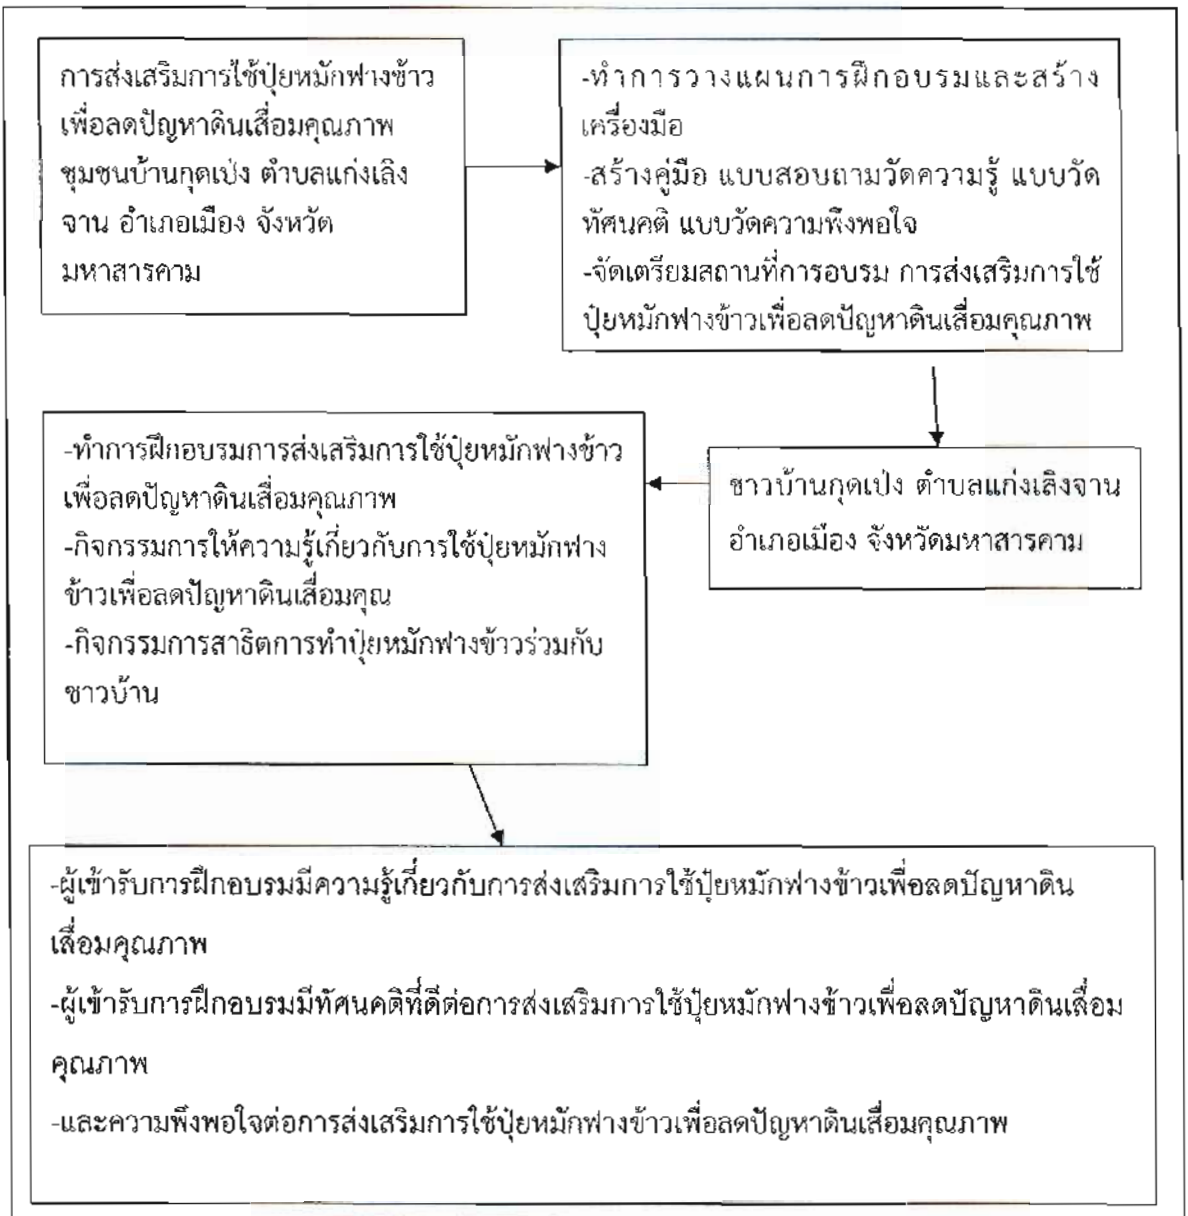 การส่งเสริมการใช้ปุ๋ยหมักฟางข้าว
เพื่อลดปัญหาดินเสื่อมคุณภาพ
ชุมชนบ้านกุดเป่ง ตำบลแก่งเลิง
จาน อำเภอเมือง จังหวัด
มหาสารคาม
-ทำการวางแผนการฝึกอบรมและสร้าง
เครื่องมือ
-สร้างคู่มือ แบบสอบถามวัดความรู้ แบบวัด
ทัศนคติ แบบวัดความพึงพอใจ
-จัดเตรียมสถานที่การอบรม การส่งเสริมการใช้
ปุ๋ยหมักฟางข้าวเพื่อลดปัญหาดินเสื่อมคุณภาพ
ชาวบ้านกุดเป่ง ตำบลแก่งเลิงจาน
อำเภอเมือง จังหวัดมหาสารคาม
-ทำการฝึกอบรมการส่งเสริมการใช้ปุ๋ยหมักฟางข้าว
เพื่อลดปัญหาดินเสื่อมคุณภาพ
-กิจกรรมการให้ความรู้เกี่ยวกับการใช้ปุ๋ยหมักฟาง
ข้าวเพื่อลดปัญหาดินเสื่อมคุณ
-กิจกรรมการสาธิตการทำปุ๋ยหมักฟางข้าวร่วมกับ
ชาวบ้าน
-ผู้เข้ารับการฝึกอบรมมีความรู้เกี่ยวกับการส่งเสริมการใช้ปุ๋ยหมักฟางข้าวเพื่อลดปัญหาดิน
เสื่อมคุณภาพ
-ผู้เข้ารับการฝึกอบรมมีทัศนคติที่ดีต่อการส่งเสริมการใช้ปุ๋ยหมักฟางข้าวเพื่อลดปัญหาดินเสื่อม
คุณภาพ
-และความพึงพอใจต่อการส่งเสริมการใช้ปุ๋ยหมักฟางข้าวเพื่อลดปัญหาดินเสื่อมคุณภาพ